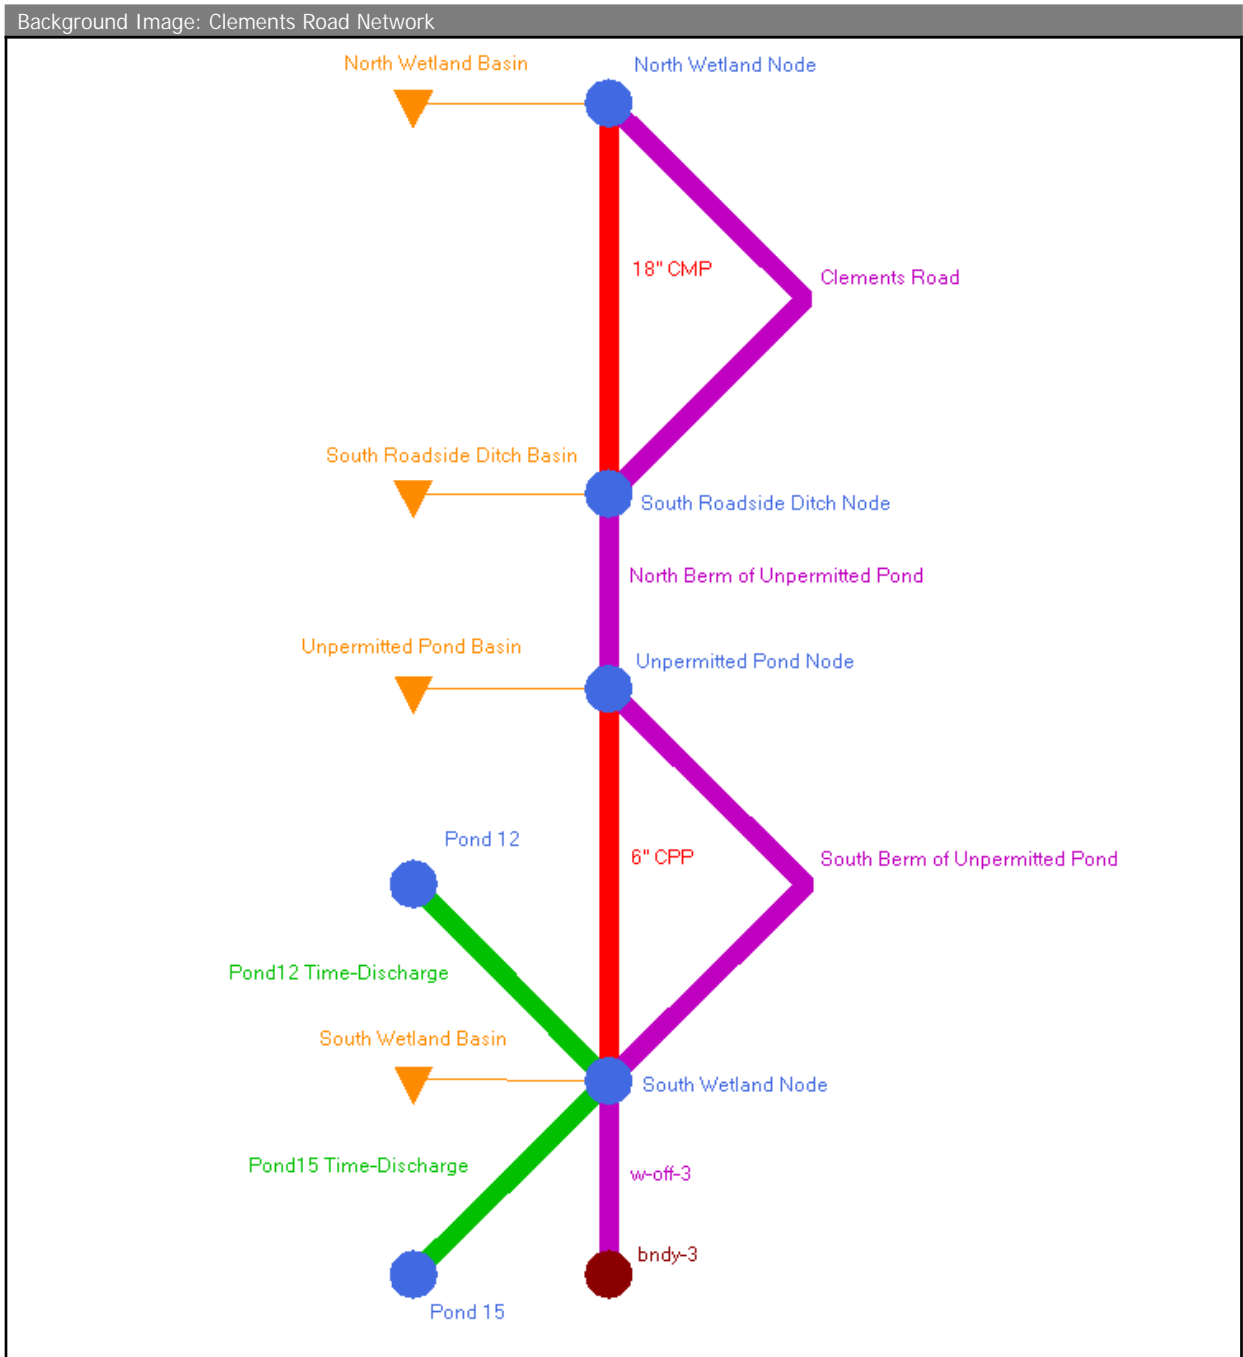 Background Image: Clements Road Network
North Wetland Basin
North Wetland Node
18" CMP
Clements Road
South Roadside Ditch Basin
South Roadside Ditch Node
North Berm of Unpermitted Pond
Unpermitted Pond Basin
Unpermitted Pond Node
Pond 12
6" CPP
South Berm of Unpermitted Pond
Pond12 Time-Discharge
South Wetland Basin
South Wetland Node
Pond15 Time-Discharge
w-off-3
bndy-3
Pond 15